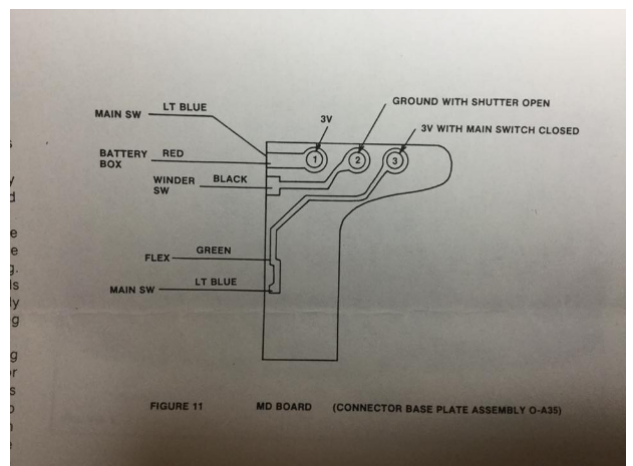 LT BLUE
MAIN SW
3V
GROUND WITH SHUTTER OPEN
3V WITH MAIN SWITCH CLOSED
BATTERY RED
BOX
1 2 3
WINDER BLACK
SW
GREEN
FLEX
LT BLUE
MAIN SW
FIGURE 11 MD BOARD (CONNECTOR BASE PLATE ASSEMBLY O-A35)